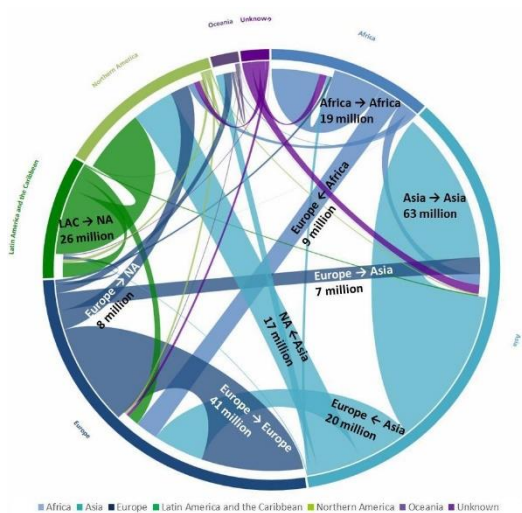 Oceania
Unknown
Africa
Northern America
Africa → Africa
19 million
Latin America and the Caribbean
Asia → Asia
63 million
LAC → NA
26 million
Europe ← Africa
9 million
Europe → NA
8 million
Europe → Asia
7 million
NA ← Asia
17 million
Asia
Europe → Europe
41 million
Europe ← Asia
20 million
Europe
Africa Asia Europe Latin America and the Caribbean Northern America Oceania Unknown